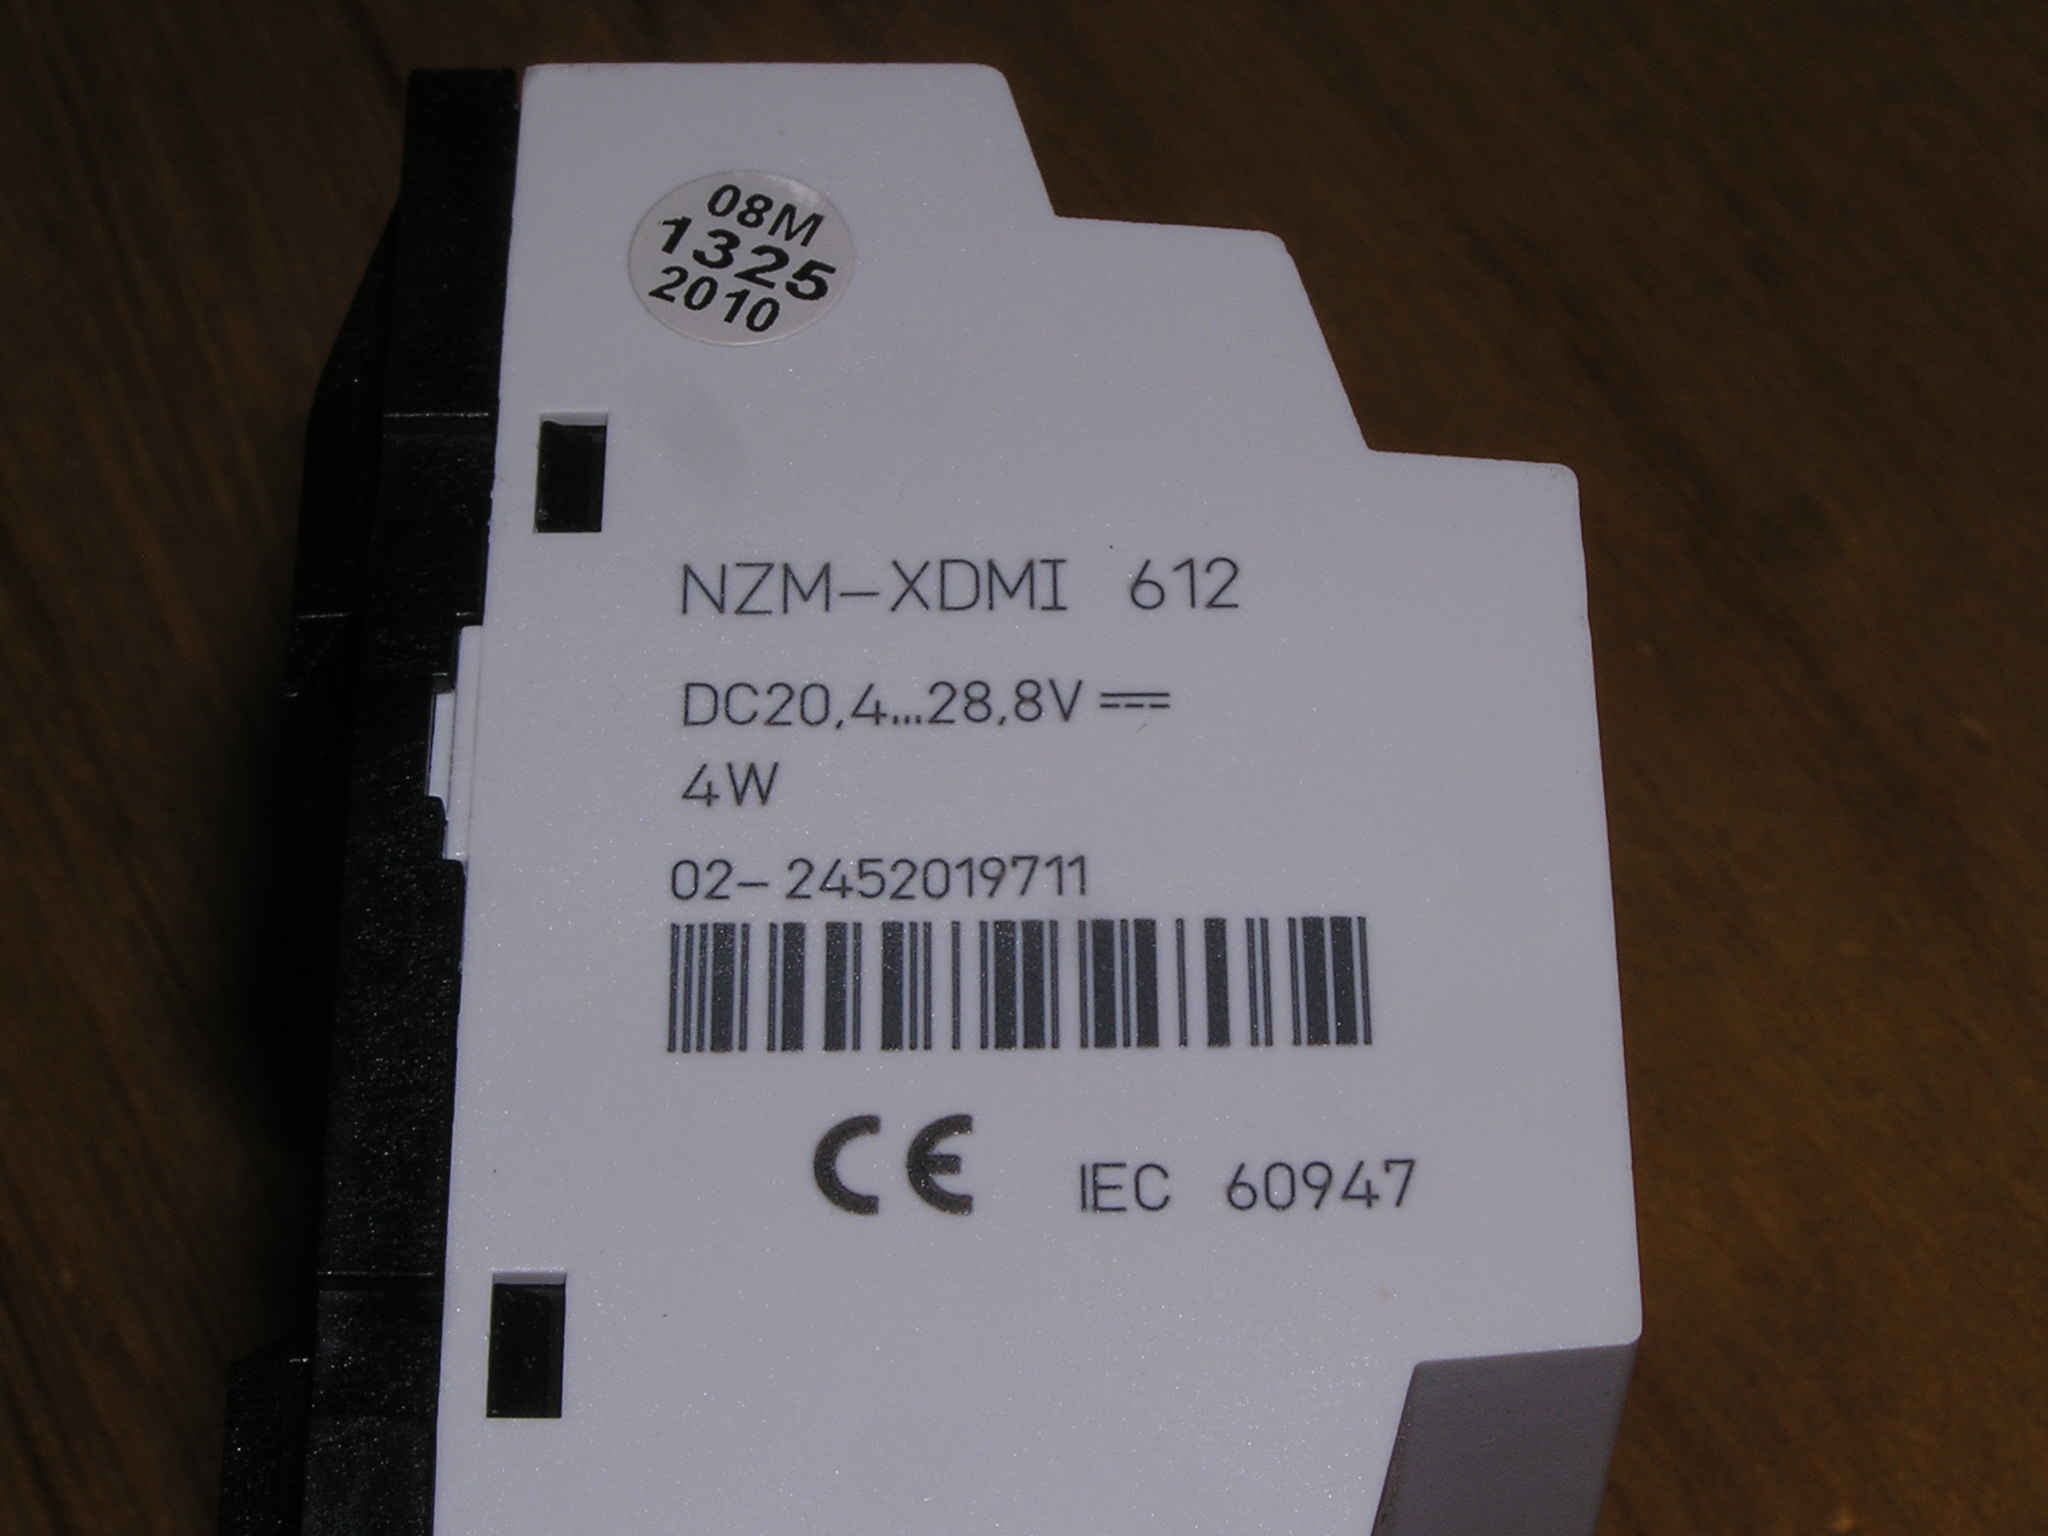 08M
1325
2010
NZM-XDMI 612
DC20,4...28,8V ⎓
4W
02-2452019711
CE IEC 60947